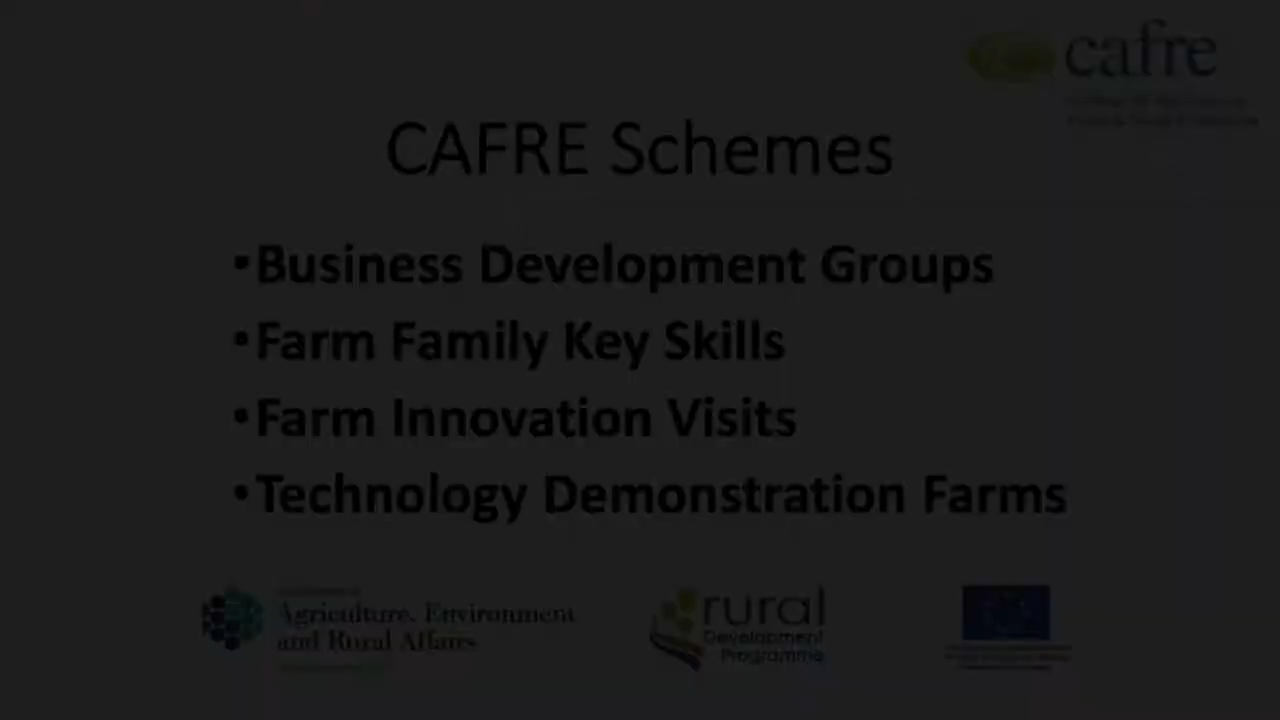 cafre
CAFRE Schemes
•Business Development Groups
•Farm Family Key Skills
•Farm Innovation Visits
•Technology Demonstration Farms
Agriculture, Environment
and Rural Affairs
rural
Development
Programme